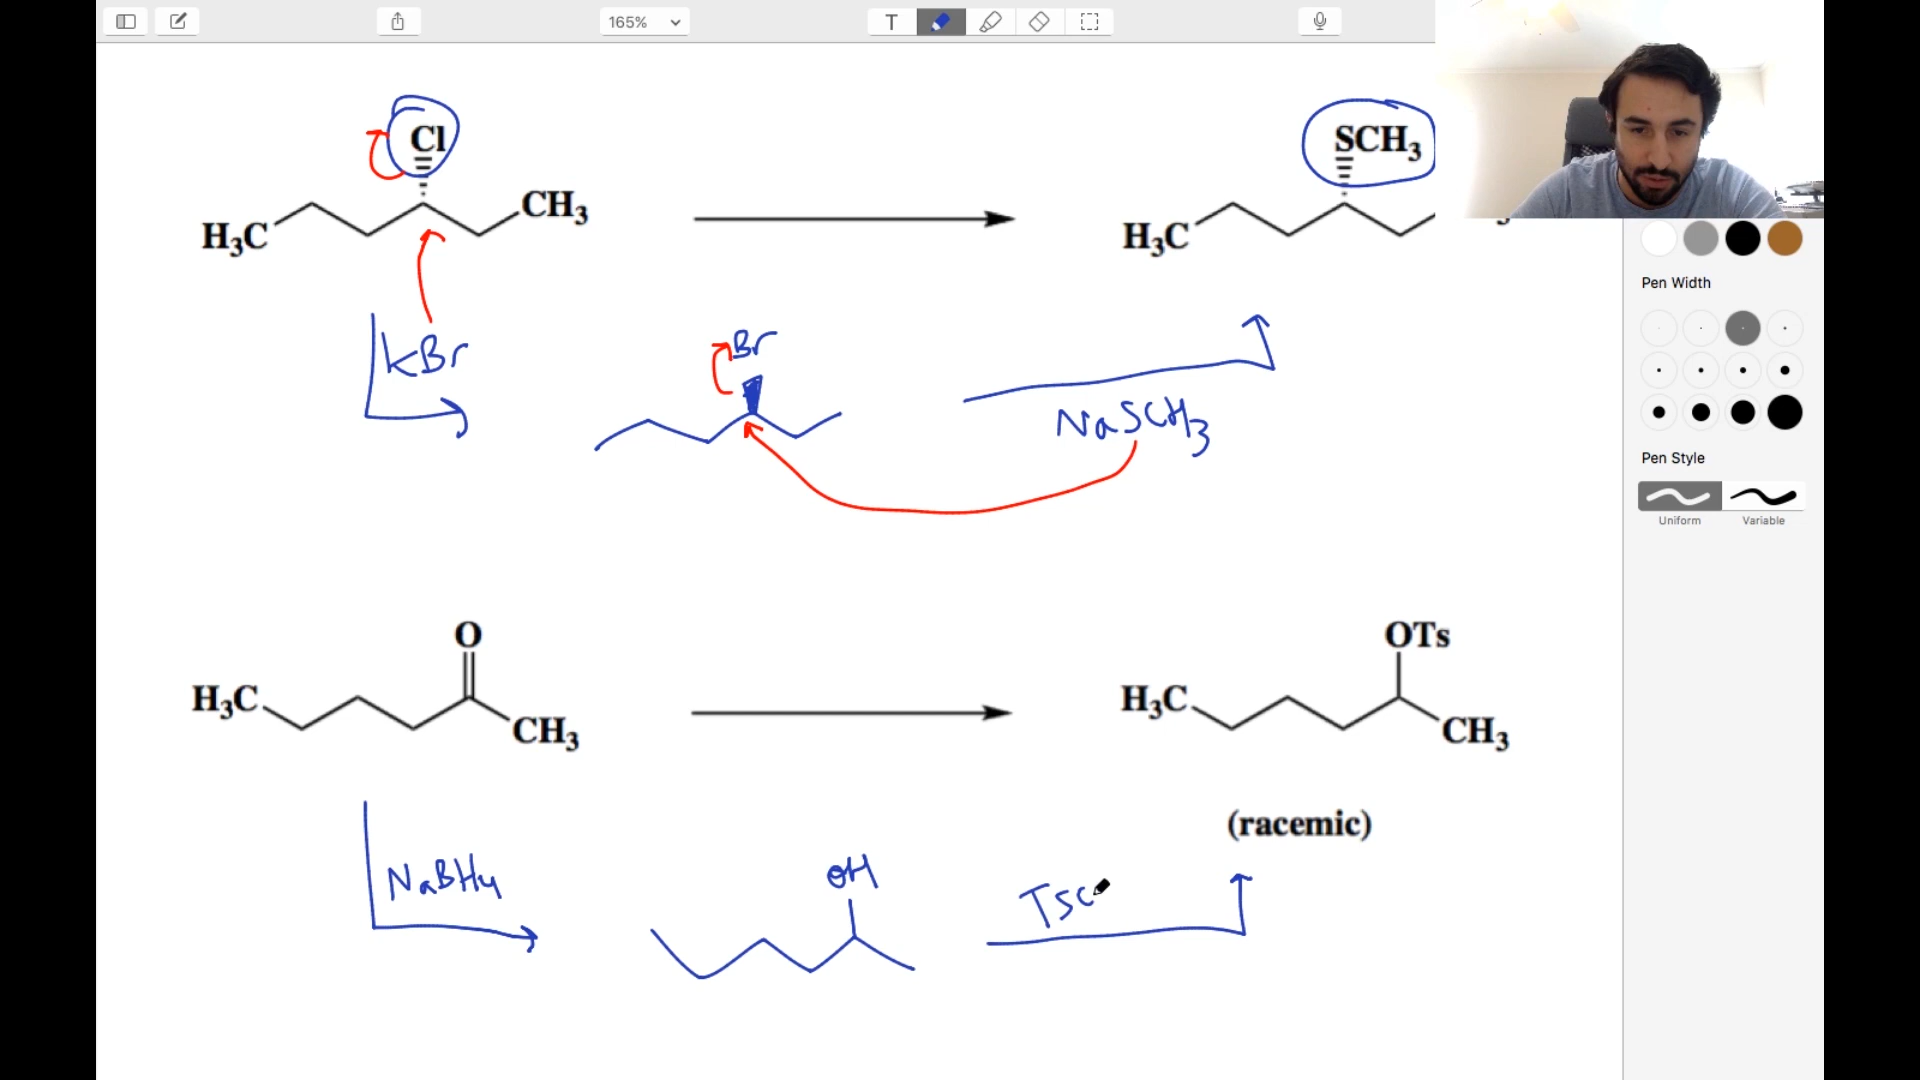 165%
T
Cl
SCH3
CH3
H3C
H3C
Pen Width
KBr
Br
NaSCH3
Pen Style
Uniform
Variable
O
OTs
H3C
CH3
H3C
CH3
(racemic)
NaBH4
OH
TsC